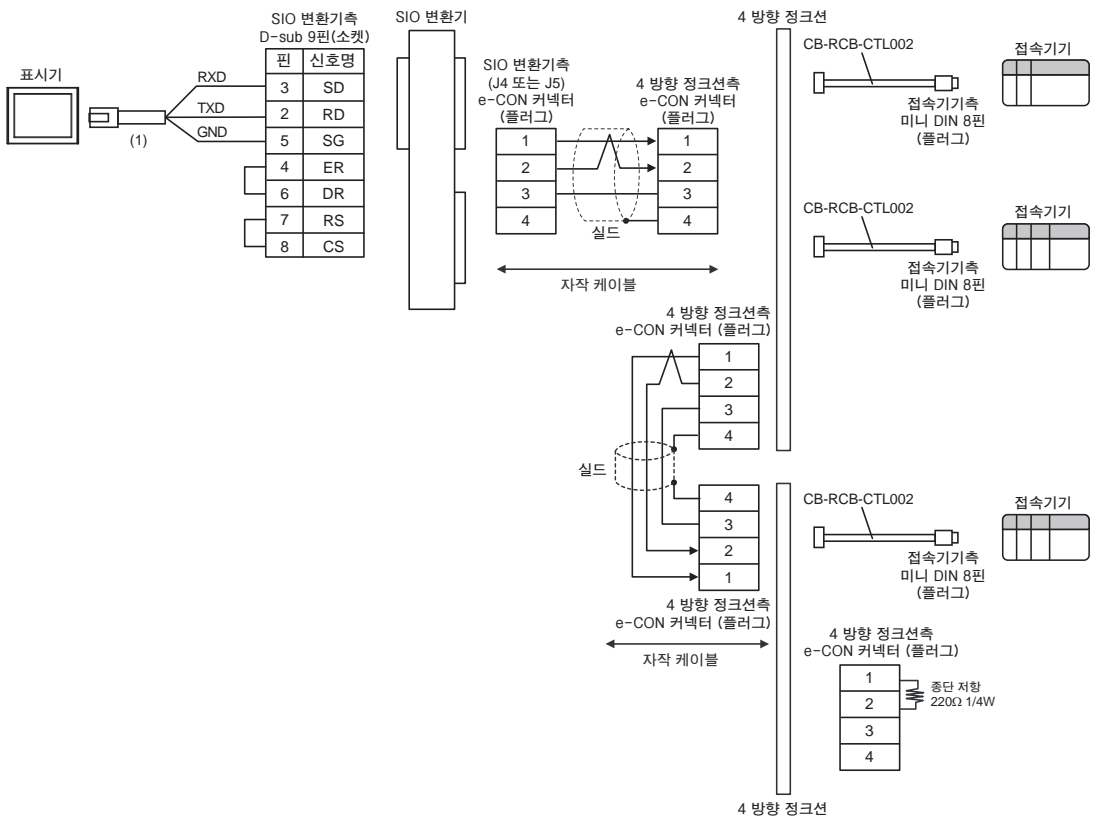 표시기
(1)
RXD
TXD
GND
SIO 변환기측
D-sub 9핀(소켓)
핀 신호명
3 SD
2 RD
5 SG
4 ER
6 DR
7 RS
8 CS
SIO 변환기
SIO 변환기측
(J4 또는 J5)
e-CON 커넥터
(플러그)
1
2
3
4
4 방향 정크션측
e-CON 커넥터
(플러그)
1
2
3
4
실드
자작 케이블
4 방향 정크션
CB-RCB-CTL002
접속기기측
미니 DIN 8핀
(플러그)
접속기기
CB-RCB-CTL002
접속기기측
미니 DIN 8핀
(플러그)
접속기기
4 방향 정크션측
e-CON 커넥터 (플러그)
1
2
3
4
실드
4
3
2
1
4 방향 정크션측
e-CON 커넥터 (플러그)
자작 케이블
CB-RCB-CTL002
접속기기측
미니 DIN 8핀
(플러그)
접속기기
4 방향 정크션측
e-CON 커넥터 (플러그)
1
2
3
4
종단 저항
220Ω 1/4W
4 방향 정크션